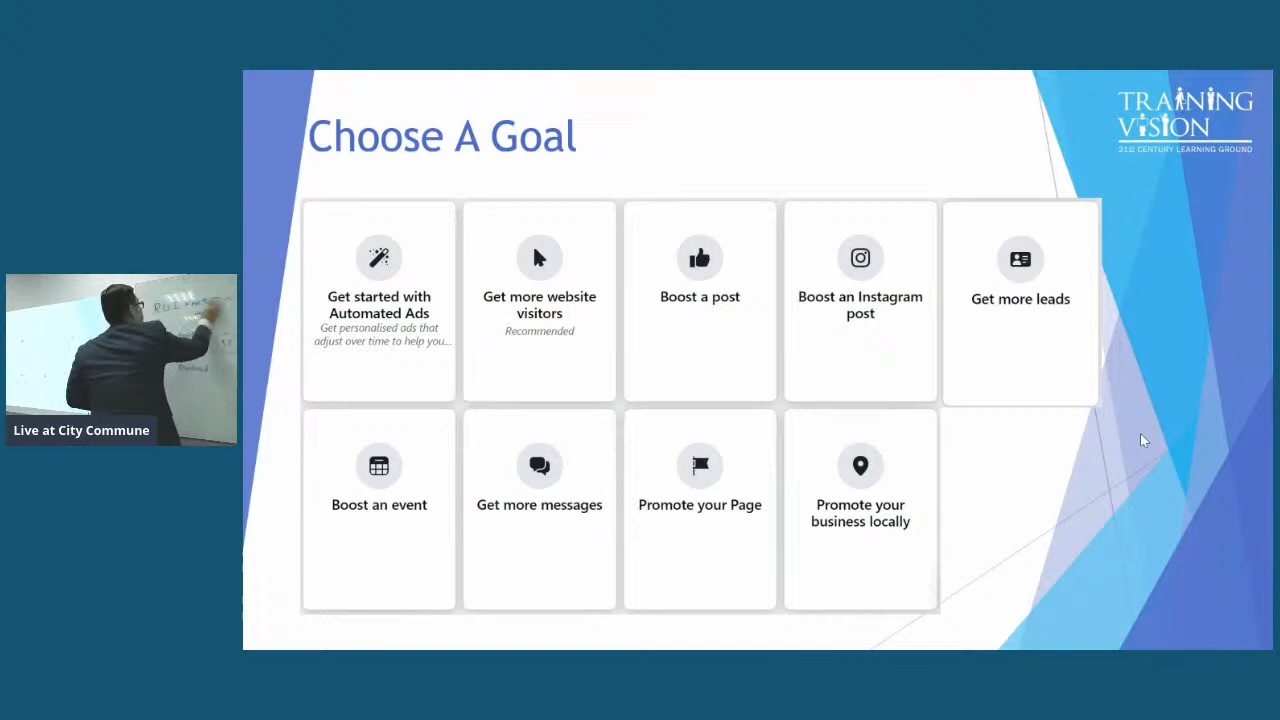 TRAINING
VISION
21ST CENTURY LEARNING GROUND
Choose A Goal
Get started with
Automated Ads
Get personalised ads that
adjust over time to help you...
Get more website
visitors
Recommended
Boost a post
Boost an Instagram
post
Get more leads
Boost an event
Get more messages
Promote your Page
Promote your
business locally
Live at City Commune